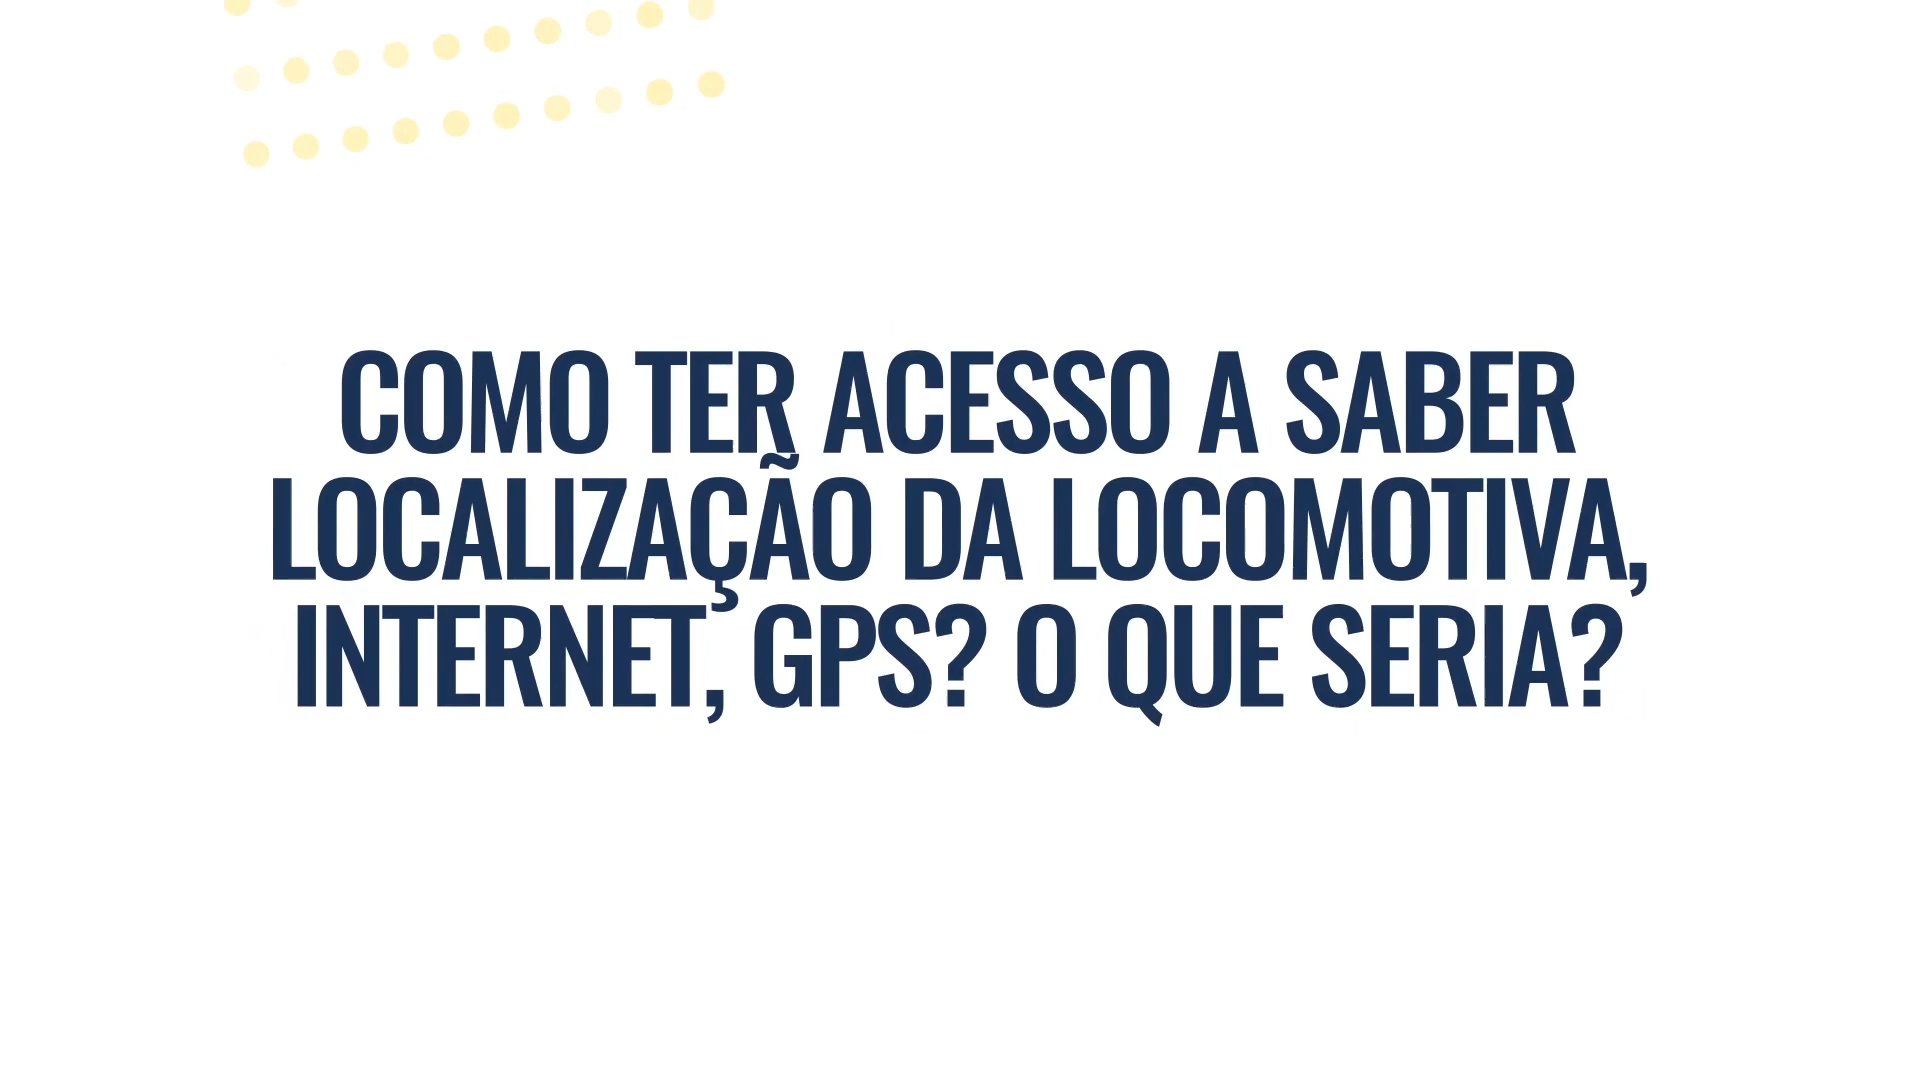 COMO TER ACESSO A SABER
LOCALIZAÇÃO DA LOCOMOTIVA,
INTERNET, GPS? O QUE SERIA?